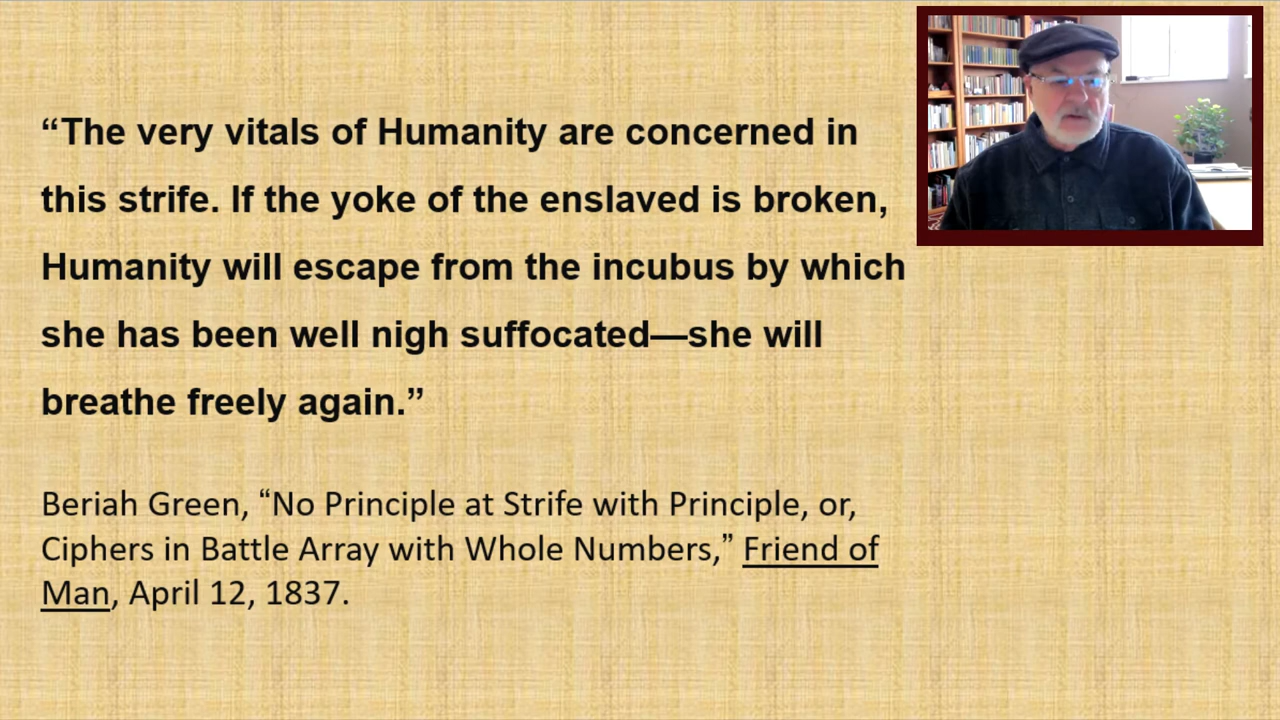 “The very vitals of Humanity are concerned in
this strife. If the yoke of the enslaved is broken,
Humanity will escape from the incubus by which
she has been well nigh suffocated—she will
breathe freely again.”
Beriah Green, “No Principle at Strife with Principle, or,
Ciphers in Battle Array with Whole Numbers,” Friend of
Man, April 12, 1837.